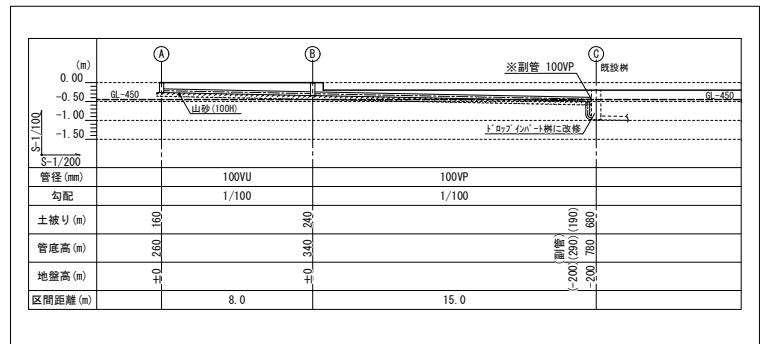 Ⓐ Ⓑ Ⓒ
(m)
※副管 100VP
既設桝
0.00
GL-450
GL-450
-0.50
山砂(100H)
-1.00
ﾄﾞﾛｯﾌﾟｲﾝﾊﾞｰﾄ桝に改修
-1.50
S-1/100
S-1/200
管径(mm) 100VU 100VP
勾配 1/100 1/100
土被り(m) 160 240 (190) 680
管底高(m) 260 340 (290) 780
(副管)
地盤高(m) ±0 ±0 (-200) -200
区間距離(m) 8.0 15.0